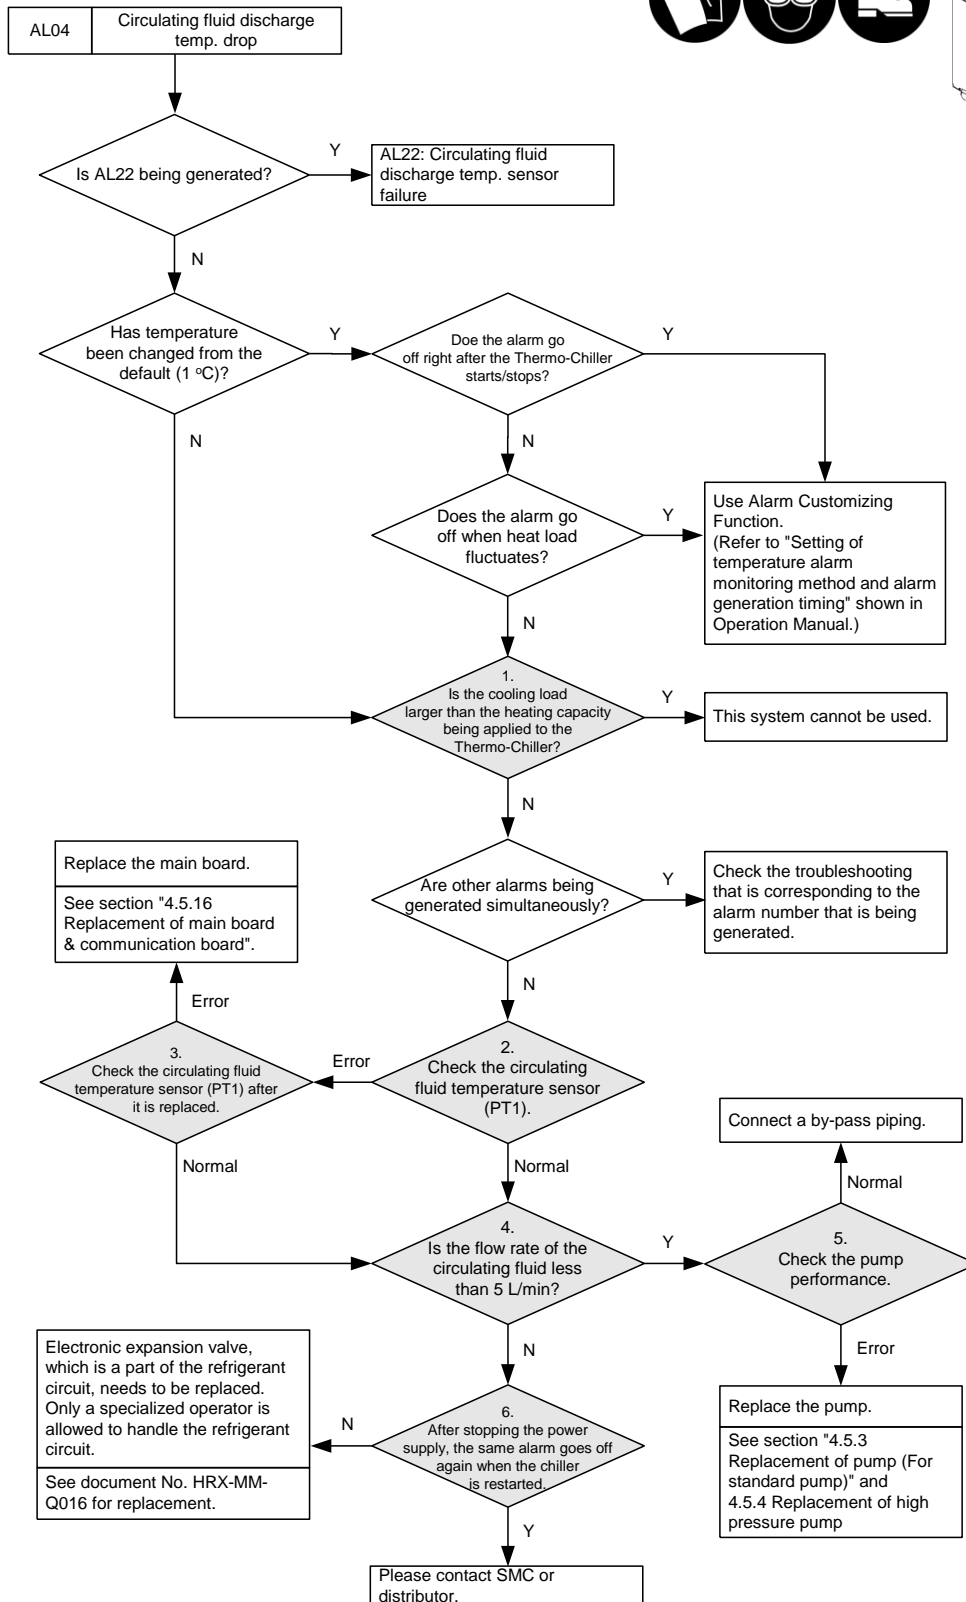 AL04
Circulating fluid discharge
temp. drop
Is AL22 being generated?
Y
AL22: Circulating fluid
discharge temp. sensor
failure
N
Has temperature
been changed from the
default (1 °C)?
Y
Doe the alarm go
off right after the Thermo-Chiller
starts/stops?
Y
N
N
Does the alarm go
off when heat load
fluctuates?
Y
Use Alarm Customizing
Function.
(Refer to "Setting of
temperature alarm
monitoring method and alarm
generation timing" shown in
Operation Manual.)
N
1.
Is the cooling load
larger than the heating capacity
being applied to the
Thermo-Chiller?
Y
This system cannot be used.
N
Are other alarms being
generated simultaneously?
Y
Check the troubleshooting
that is corresponding to the
alarm number that is being
generated.
N
Replace the main board.
See section "4.5.16
Replacement of main board
& communication board".
Error
3.
Check the circulating fluid
temperature sensor (PT1) after
it is replaced.
Error
2.
Check the circulating
fluid temperature sensor
(PT1).
Normal
Normal
4.
Is the flow rate of the
circulating fluid less
than 5 L/min?
Y
Connect a by-pass piping.
Normal
5.
Check the pump
performance.
Error
Replace the pump.
See section "4.5.3
Replacement of pump (For
standard pump)" and
4.5.4 Replacement of high
pressure pump
N
Electronic expansion valve,
which is a part of the refrigerant
circuit, needs to be replaced.
Only a specialized operator is
allowed to handle the refrigerant
circuit.
See document No. HRX-MM-
Q016 for replacement.
N
6.
After stopping the power
supply, the same alarm goes off
again when the chiller
is restarted.
Y
Please contact SMC or
distributor.